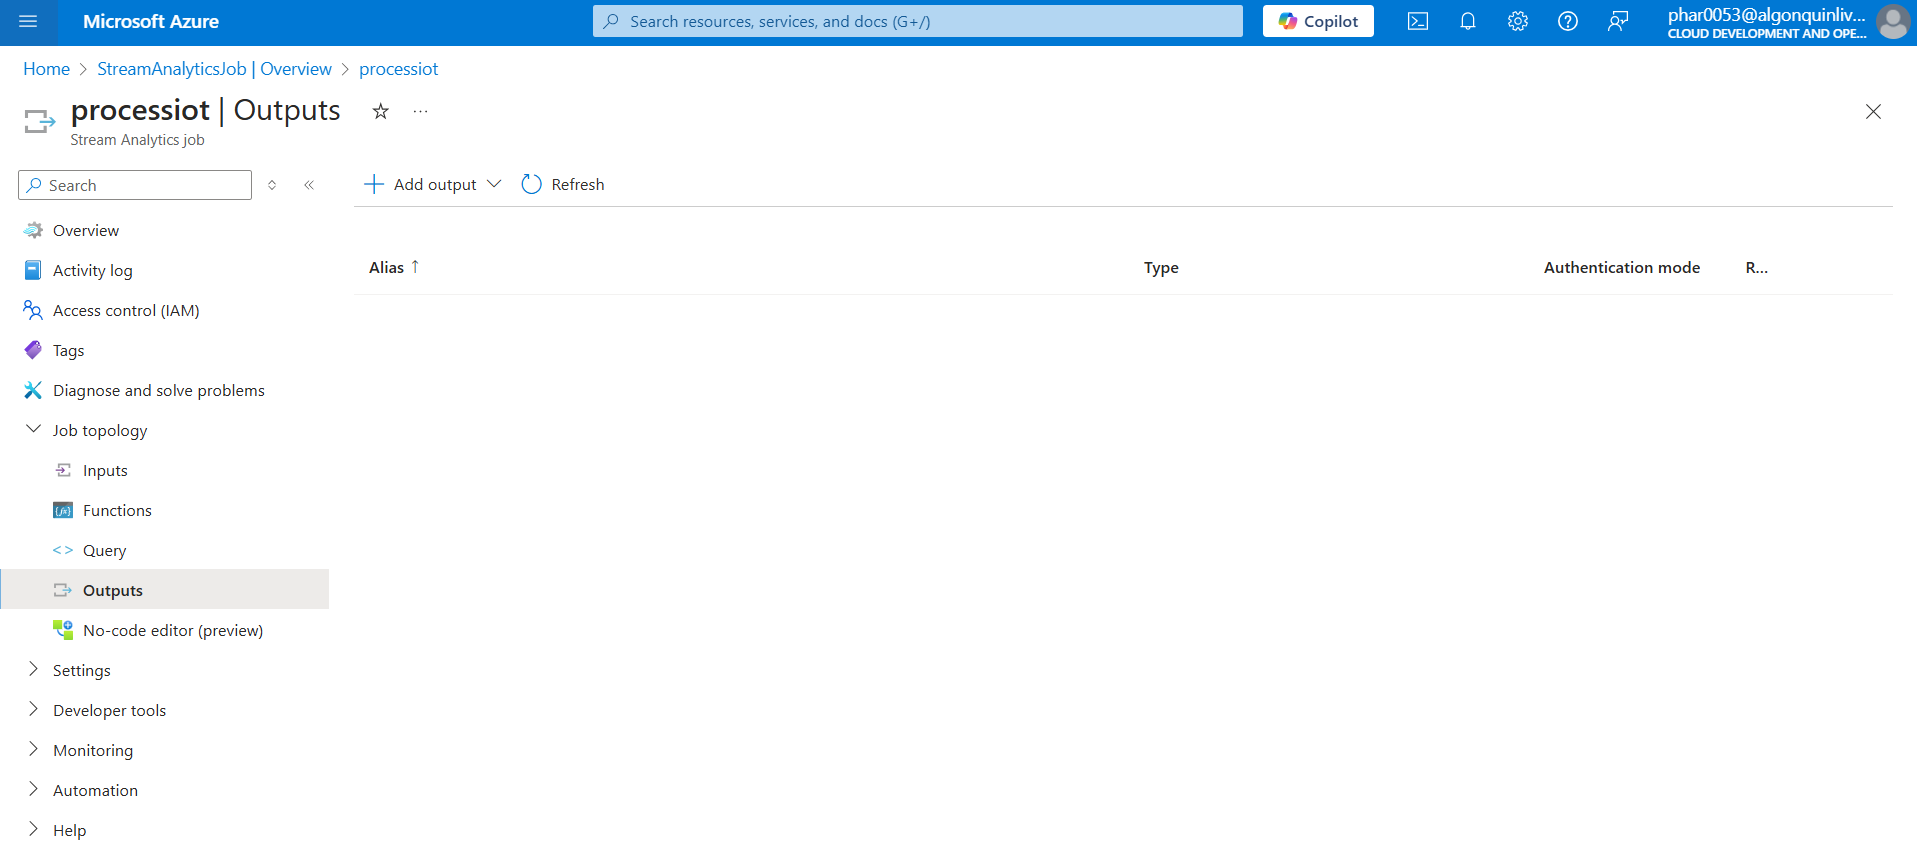 Microsoft Azure
Search resources, services, and docs (G+/)
Copilot
phar0053@algonquinliv...
CLOUD DEVELOPMENT AND OPE...
Home > StreamAnalyticsJob | Overview > processiot
processiot | Outputs
Stream Analytics job
Search
Add output
Refresh
Overview
Activity log
Access control (IAM)
Tags
Diagnose and solve problems
Job topology
Inputs
Functions
Query
Outputs
No-code editor (preview)
Settings
Developer tools
Monitoring
Automation
Help
Alias ↑ Type Authentication mode R...